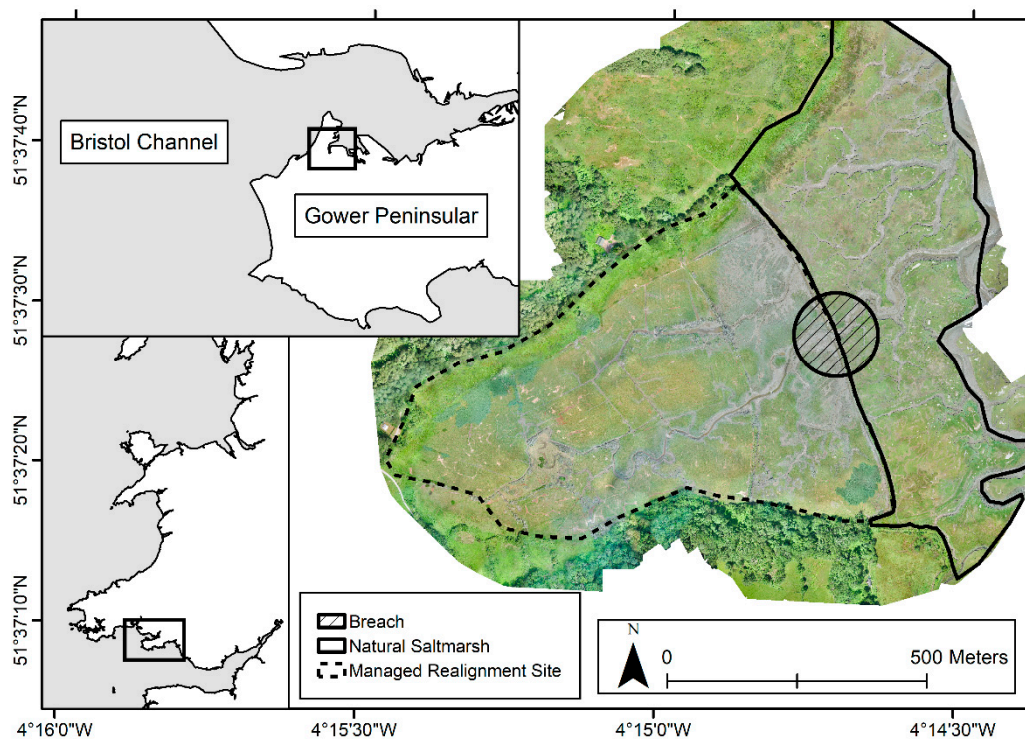 Bristol Channel
Gower Peninsular
51°37'40"N
51°37'30"N
51°37'20"N
51°37'10"N
Breach
Natural Saltmarsh
Managed Realignment Site
N
0
500 Meters
4°16'0"W
4°15'30"W
4°15'0"W
4°14'30"W